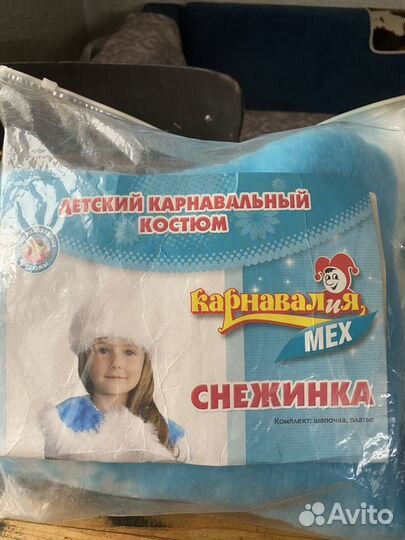 ДЕТСКИЙ КАРНАВАЛЬНЫЙ
КОСТЮМ
Карнавалия
МЕХ
СНЕЖИНКА
Комплект: шапочка, платье
Avito